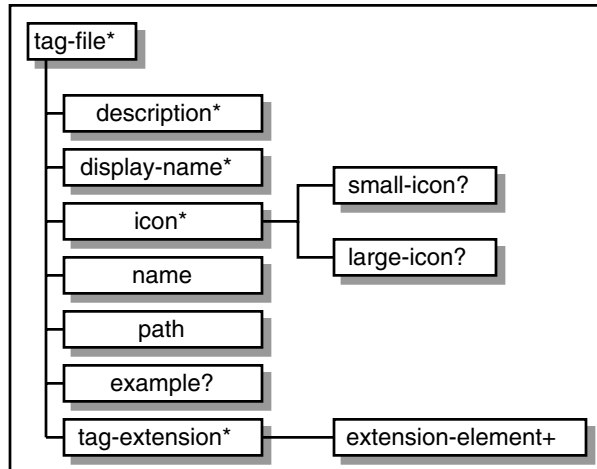 tag-file*
description*
display-name*
small-icon?
icon*
large-icon?
name
path
example?
tag-extension*
extension-element+